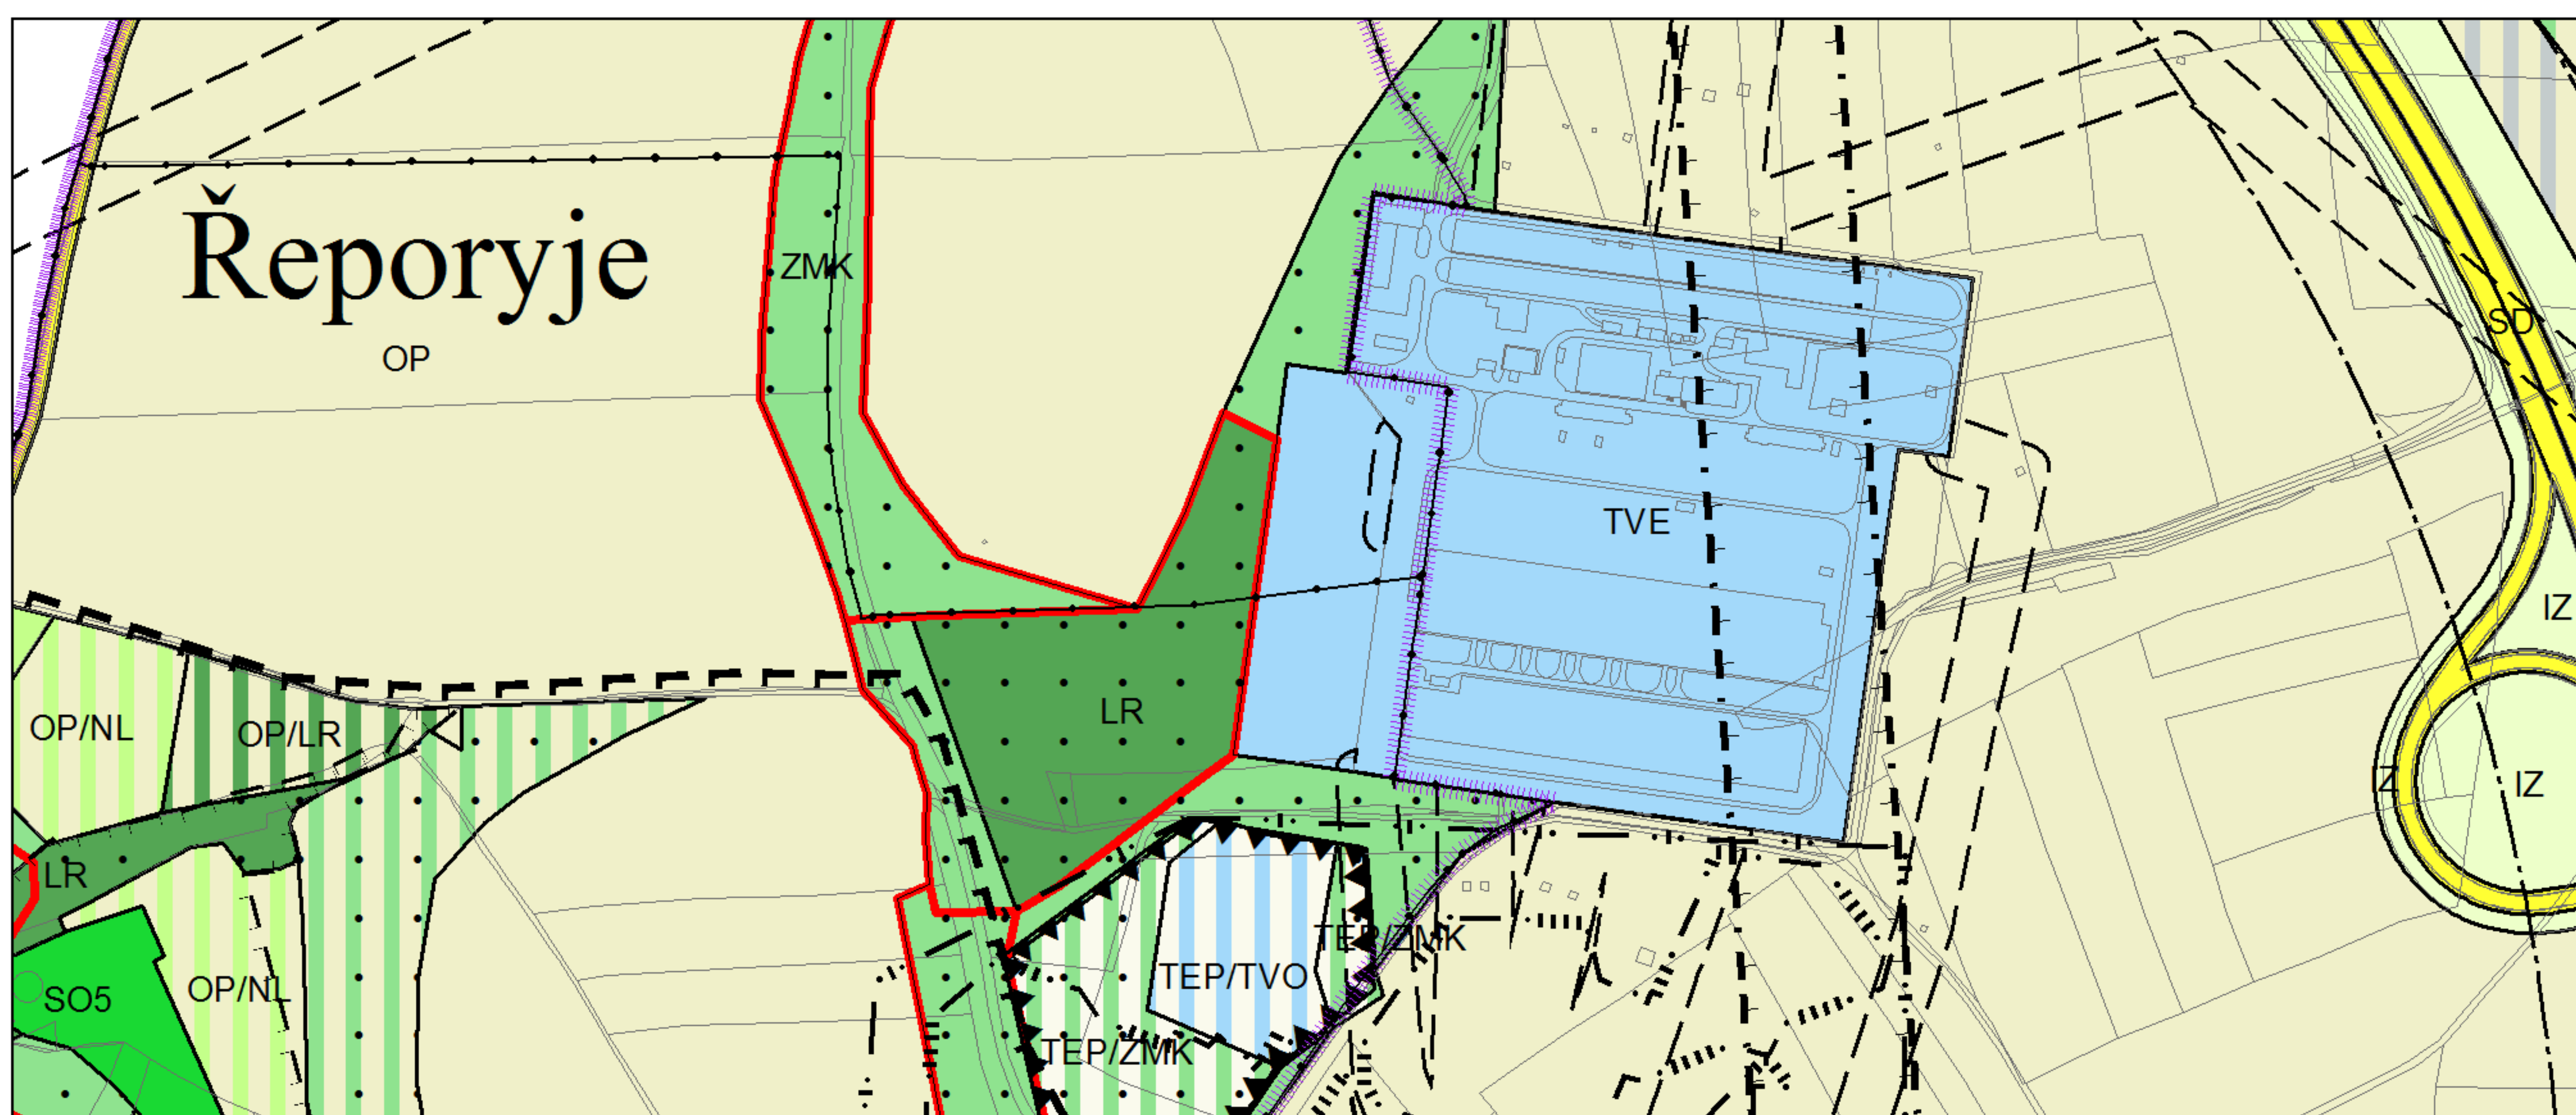 Řeporyje
ZMK
OP
SD
TVE
IZ
OP/NL
OP/LR
LR
IZ
IZ
LR
TEP/ZMK
SO5
OP/NL
TEP/TVO
TEP/ZMK